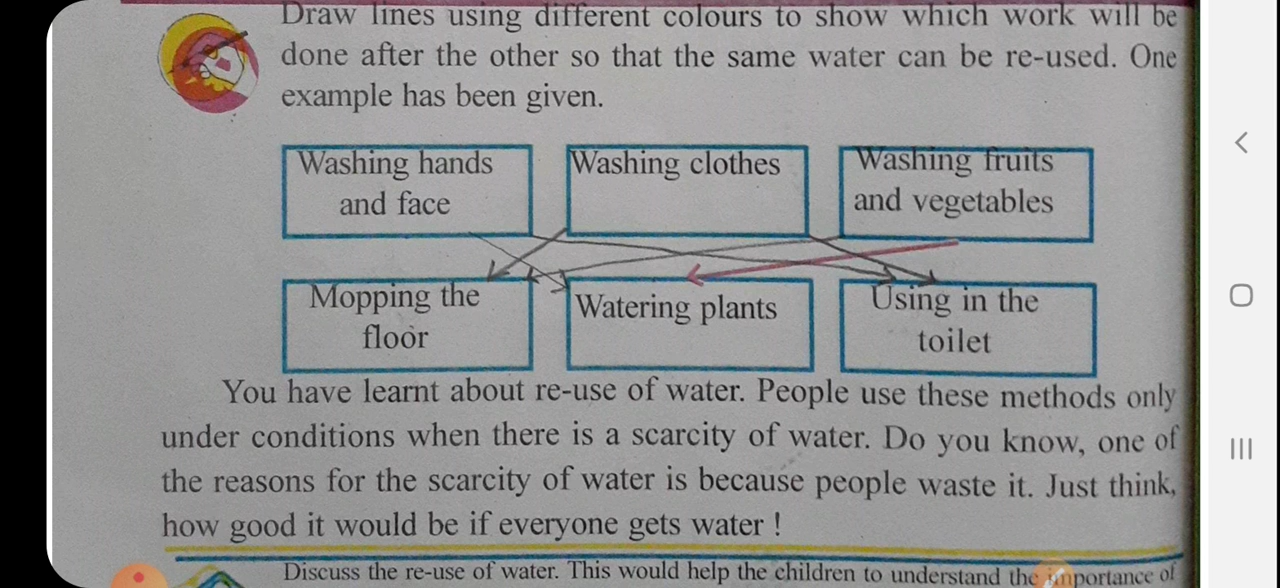 Draw lines using different colours to show which work will be
done after the other so that the same water can be re-used. One
example has been given.
Washing hands
and face
Washing clothes
Washing fruits
and vegetables
Mopping the
floor
Watering plants
Using in the
toilet
You have learnt about re-use of water. People use these methods only
under conditions when there is a scarcity of water. Do you know, one of
the reasons for the scarcity of water is because people waste it. Just think,
how good it would be if everyone gets water !
Discuss the re-use of water. This would help the children to understand the importance of